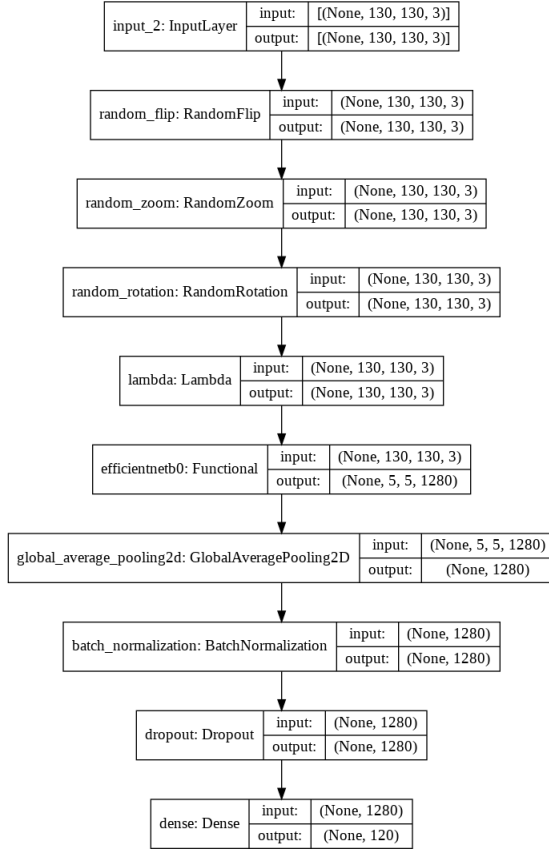 input_2: InputLayer
input: [(None, 130, 130, 3)]
output: [(None, 130, 130, 3)]
random_flip: RandomFlip
input: (None, 130, 130, 3)
output: (None, 130, 130, 3)
random_zoom: RandomZoom
input: (None, 130, 130, 3)
output: (None, 130, 130, 3)
random_rotation: RandomRotation
input: (None, 130, 130, 3)
output: (None, 130, 130, 3)
lambda: Lambda
input: (None, 130, 130, 3)
output: (None, 130, 130, 3)
efficientnetb0: Functional
input: (None, 130, 130, 3)
output: (None, 5, 5, 1280)
global_average_pooling2d: GlobalAveragePooling2D
input: (None, 5, 5, 1280)
output: (None, 1280)
batch_normalization: BatchNormalization
input: (None, 1280)
output: (None, 1280)
dropout: Dropout
input: (None, 1280)
output: (None, 1280)
dense: Dense
input: (None, 1280)
output: (None, 120)